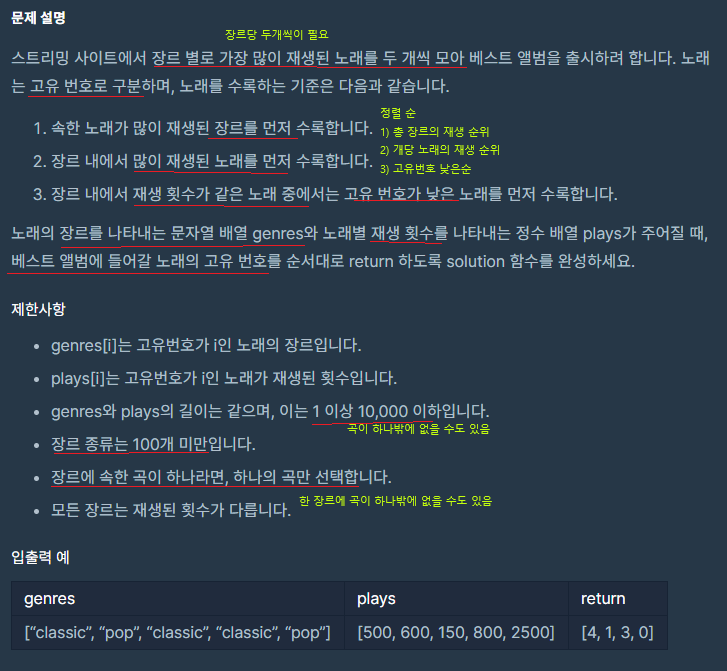 문제 설명
장르당 두개씩이 필요
스트리밍 사이트에서 장르 별로 가장 많이 재생된 노래를 두 개씩 모아 베스트 앨범을 출시하려 합니다. 노래
는 고유 번호로 구분하며, 노래를 수록하는 기준은 다음과 같습니다.
정렬 순
1. 속한 노래가 많이 재생된 장르를 먼저 수록합니다.
1) 총 장르의 재생 순위
2. 장르 내에서 많이 재생된 노래를 먼저 수록합니다.
2) 개당 노래의 재생 순위
3) 고유번호 낮은순
3. 장르 내에서 재생 횟수가 같은 노래 중에서는 고유 번호가 낮은 노래를 먼저 수록합니다.
노래의 장르를 나타내는 문자열 배열 genres와 노래별 재생 횟수를 나타내는 정수 배열 plays가 주어질 때,
베스트 앨범에 들어갈 노래의 고유 번호를 순서대로 return 하도록 solution 함수를 완성하세요.
제한사항
• genres[i]는 고유번호가 i인 노래의 장르입니다.
• plays[i]는 고유번호가 i인 노래가 재생된 횟수입니다.
• genres와 plays의 길이는 같으며, 이는 1 이상 10,000 이하입니다.
곡이 하나밖에 없을 수도 있음
• 장르 종류는 100개 미만입니다.
• 장르에 속한 곡이 하나라면, 하나의 곡만 선택합니다.
한 장르에 곡이 하나밖에 없을 수도 있음
• 모든 장르는 재생된 횟수가 다릅니다.
입출력 예
genres plays return
[“classic”, “pop”, “classic”, “classic”, “pop”] [500, 600, 150, 800, 2500] [4, 1, 3, 0]